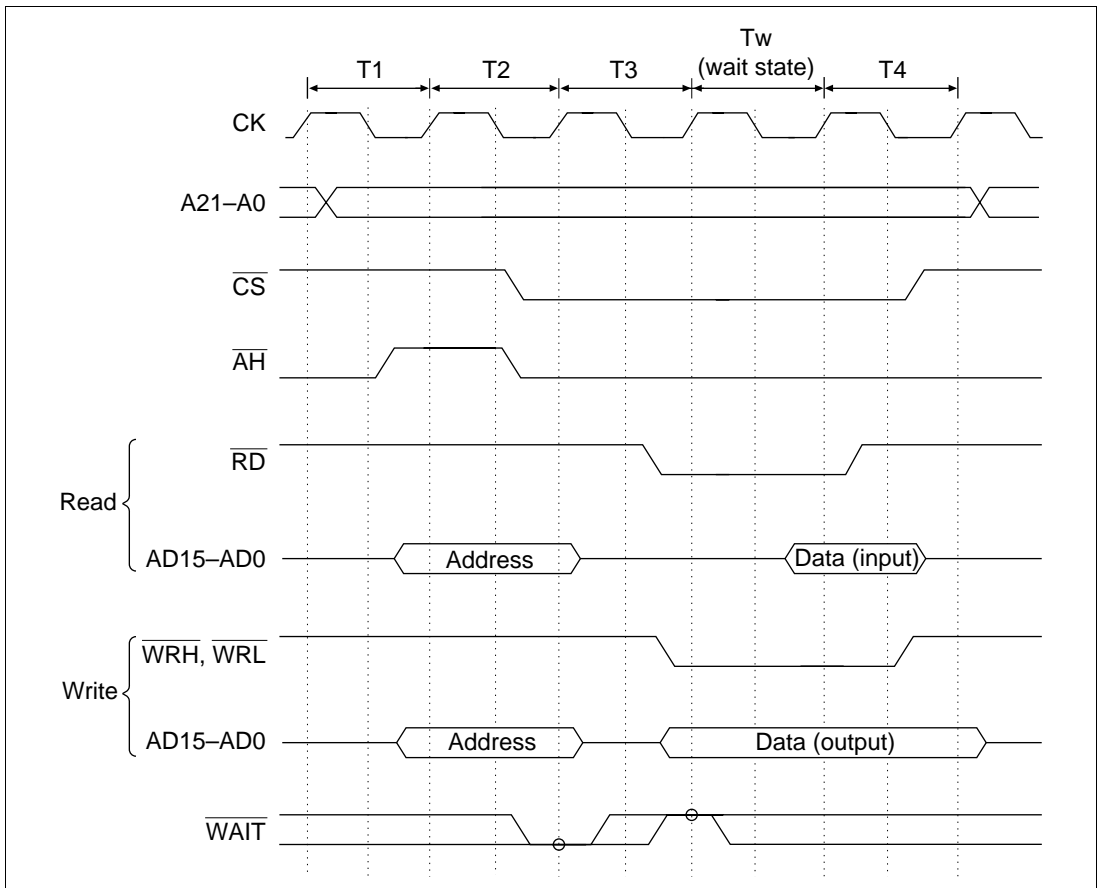 Tw
T1 T2 T3 (wait state) T4
CK
A21–A0
CS
AH
RD
Read
AD15–AD0 Address Data (input)
WRH, WRL
Write
AD15–AD0 Address Data (output)
WAIT